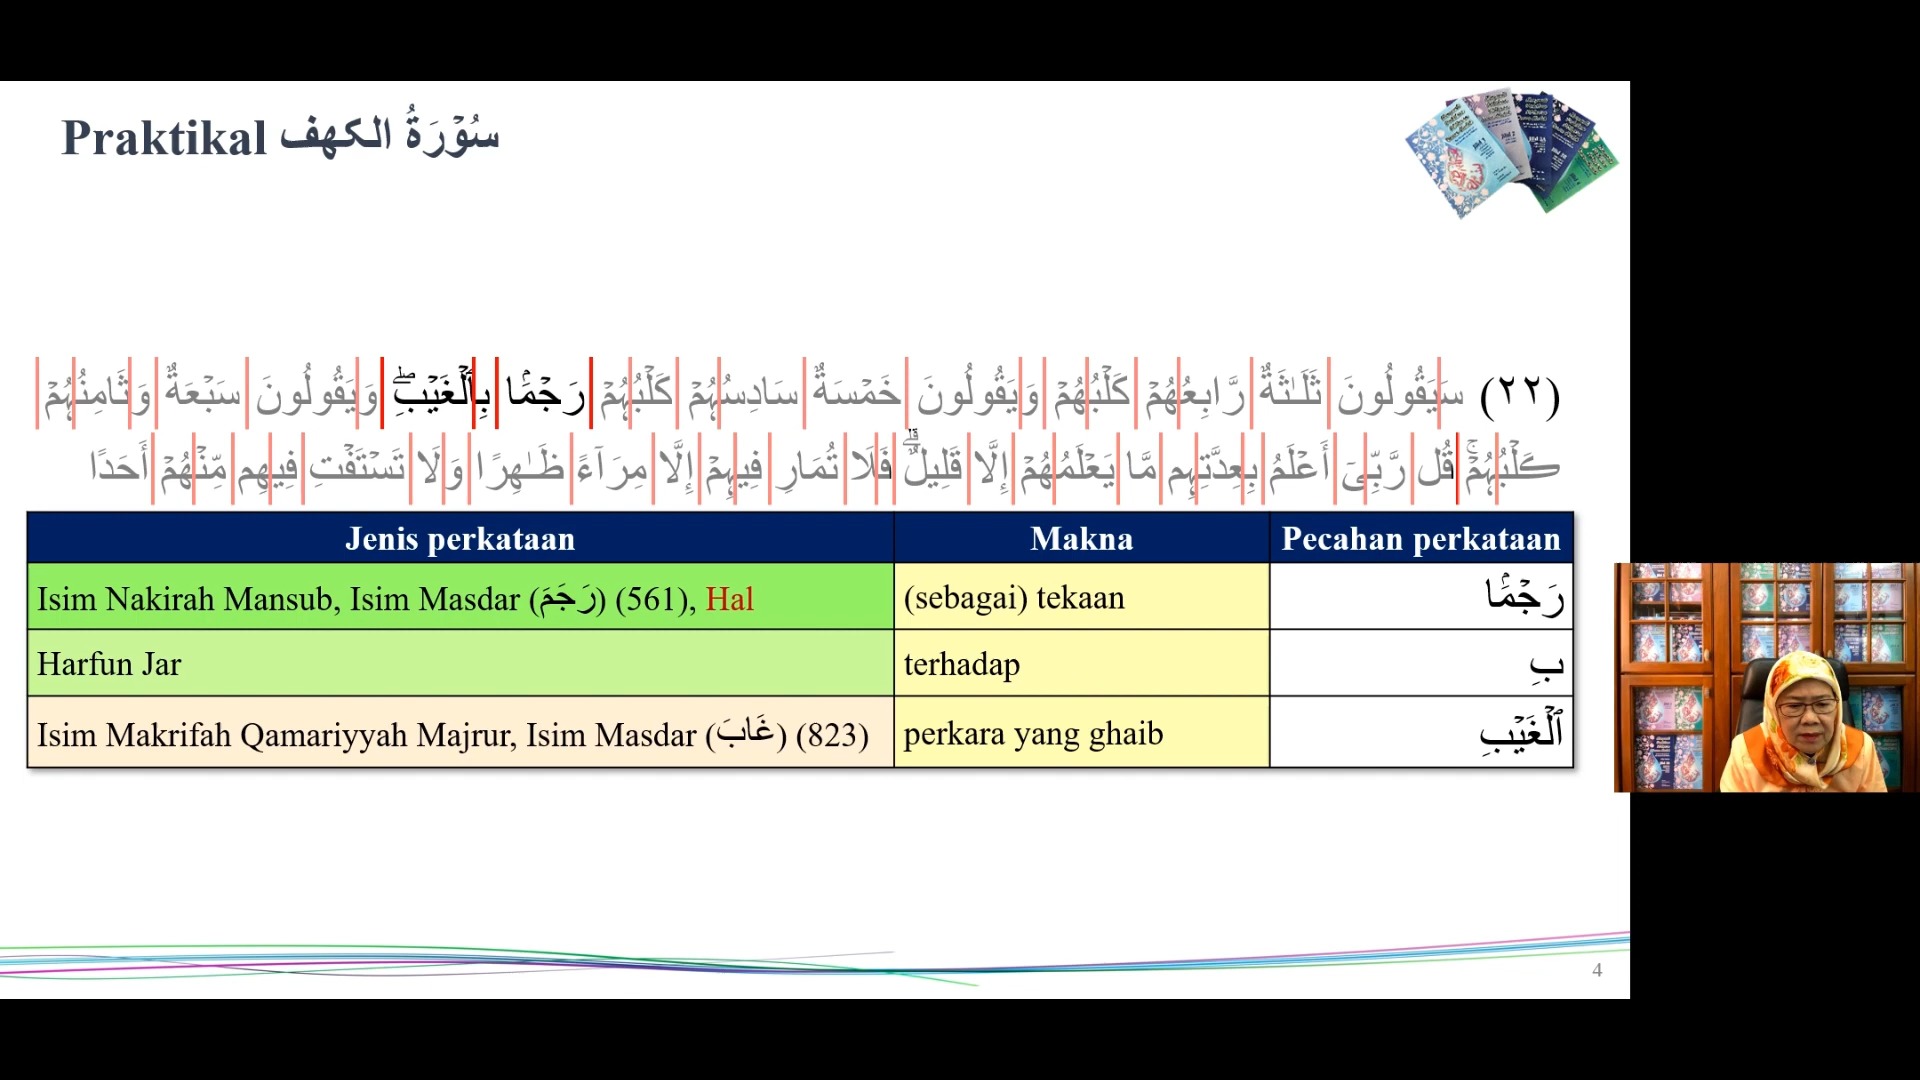 Praktikal سُوْرَةُ الكهف
(٢٢) سَيَقُولُونَ ثَلَـٰثَةٌ رَّابِعُهُمْ كَلْبُهُمْ وَيَقُولُونَ خَمْسَةٌ سَادِسُهُمْ كَلْبُهُمْ رَجْمًۢا بِٱلْغَيْبِ ۖ وَيَقُولُونَ سَبْعَةٌ وَثَامِنُهُمْ
كَلْبُهُمْ ۚ قُل رَّبِّىٓ أَعْلَمُ بِعِدَّتِهِم مَّا يَعْلَمُهُمْ إِلَّا قَلِيلٌ ۗ فَلَا تُمَارِ فِيهِمْ إِلَّا مِرَآءً ظَـٰهِرًا وَلَا تَسْتَفْتِ فِيهِم مِّنْهُمْ أَحَدًا
Jenis perkataan Makna Pecahan perkataan
Isim Nakirah Mansub, Isim Masdar (رَجَمَ) (561), Hal (sebagai) tekaan رَجْمًۢا
Harfun Jar terhadap بِ
Isim Makrifah Qamariyyah Majrur, Isim Masdar (غَابَ) (823) perkara yang ghaib ٱلْغَيْبِ
4